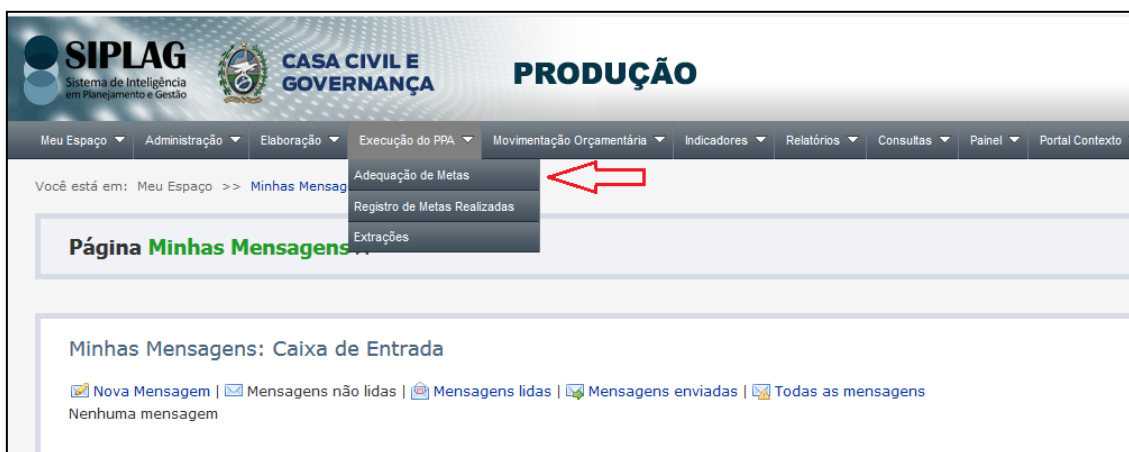 SIPLAG
Sistema de Inteligência
em Planejamento e Gestão
CASA CIVIL E
GOVERNANÇA
PRODUÇÃO
Meu Espaço Administração Elaboração Execução do PPA Movimentação Orçamentária Indicadores Relatórios Consultas Painel Portal Contexto
Adequação de Metas
Registro de Metas Realizadas
Extrações
Você está em: Meu Espaço >> Minhas Mensag
Página Minhas Mensagens
Minhas Mensagens: Caixa de Entrada
Nova Mensagem | Mensagens não lidas | Mensagens lidas | Mensagens enviadas | Todas as mensagens
Nenhuma mensagem